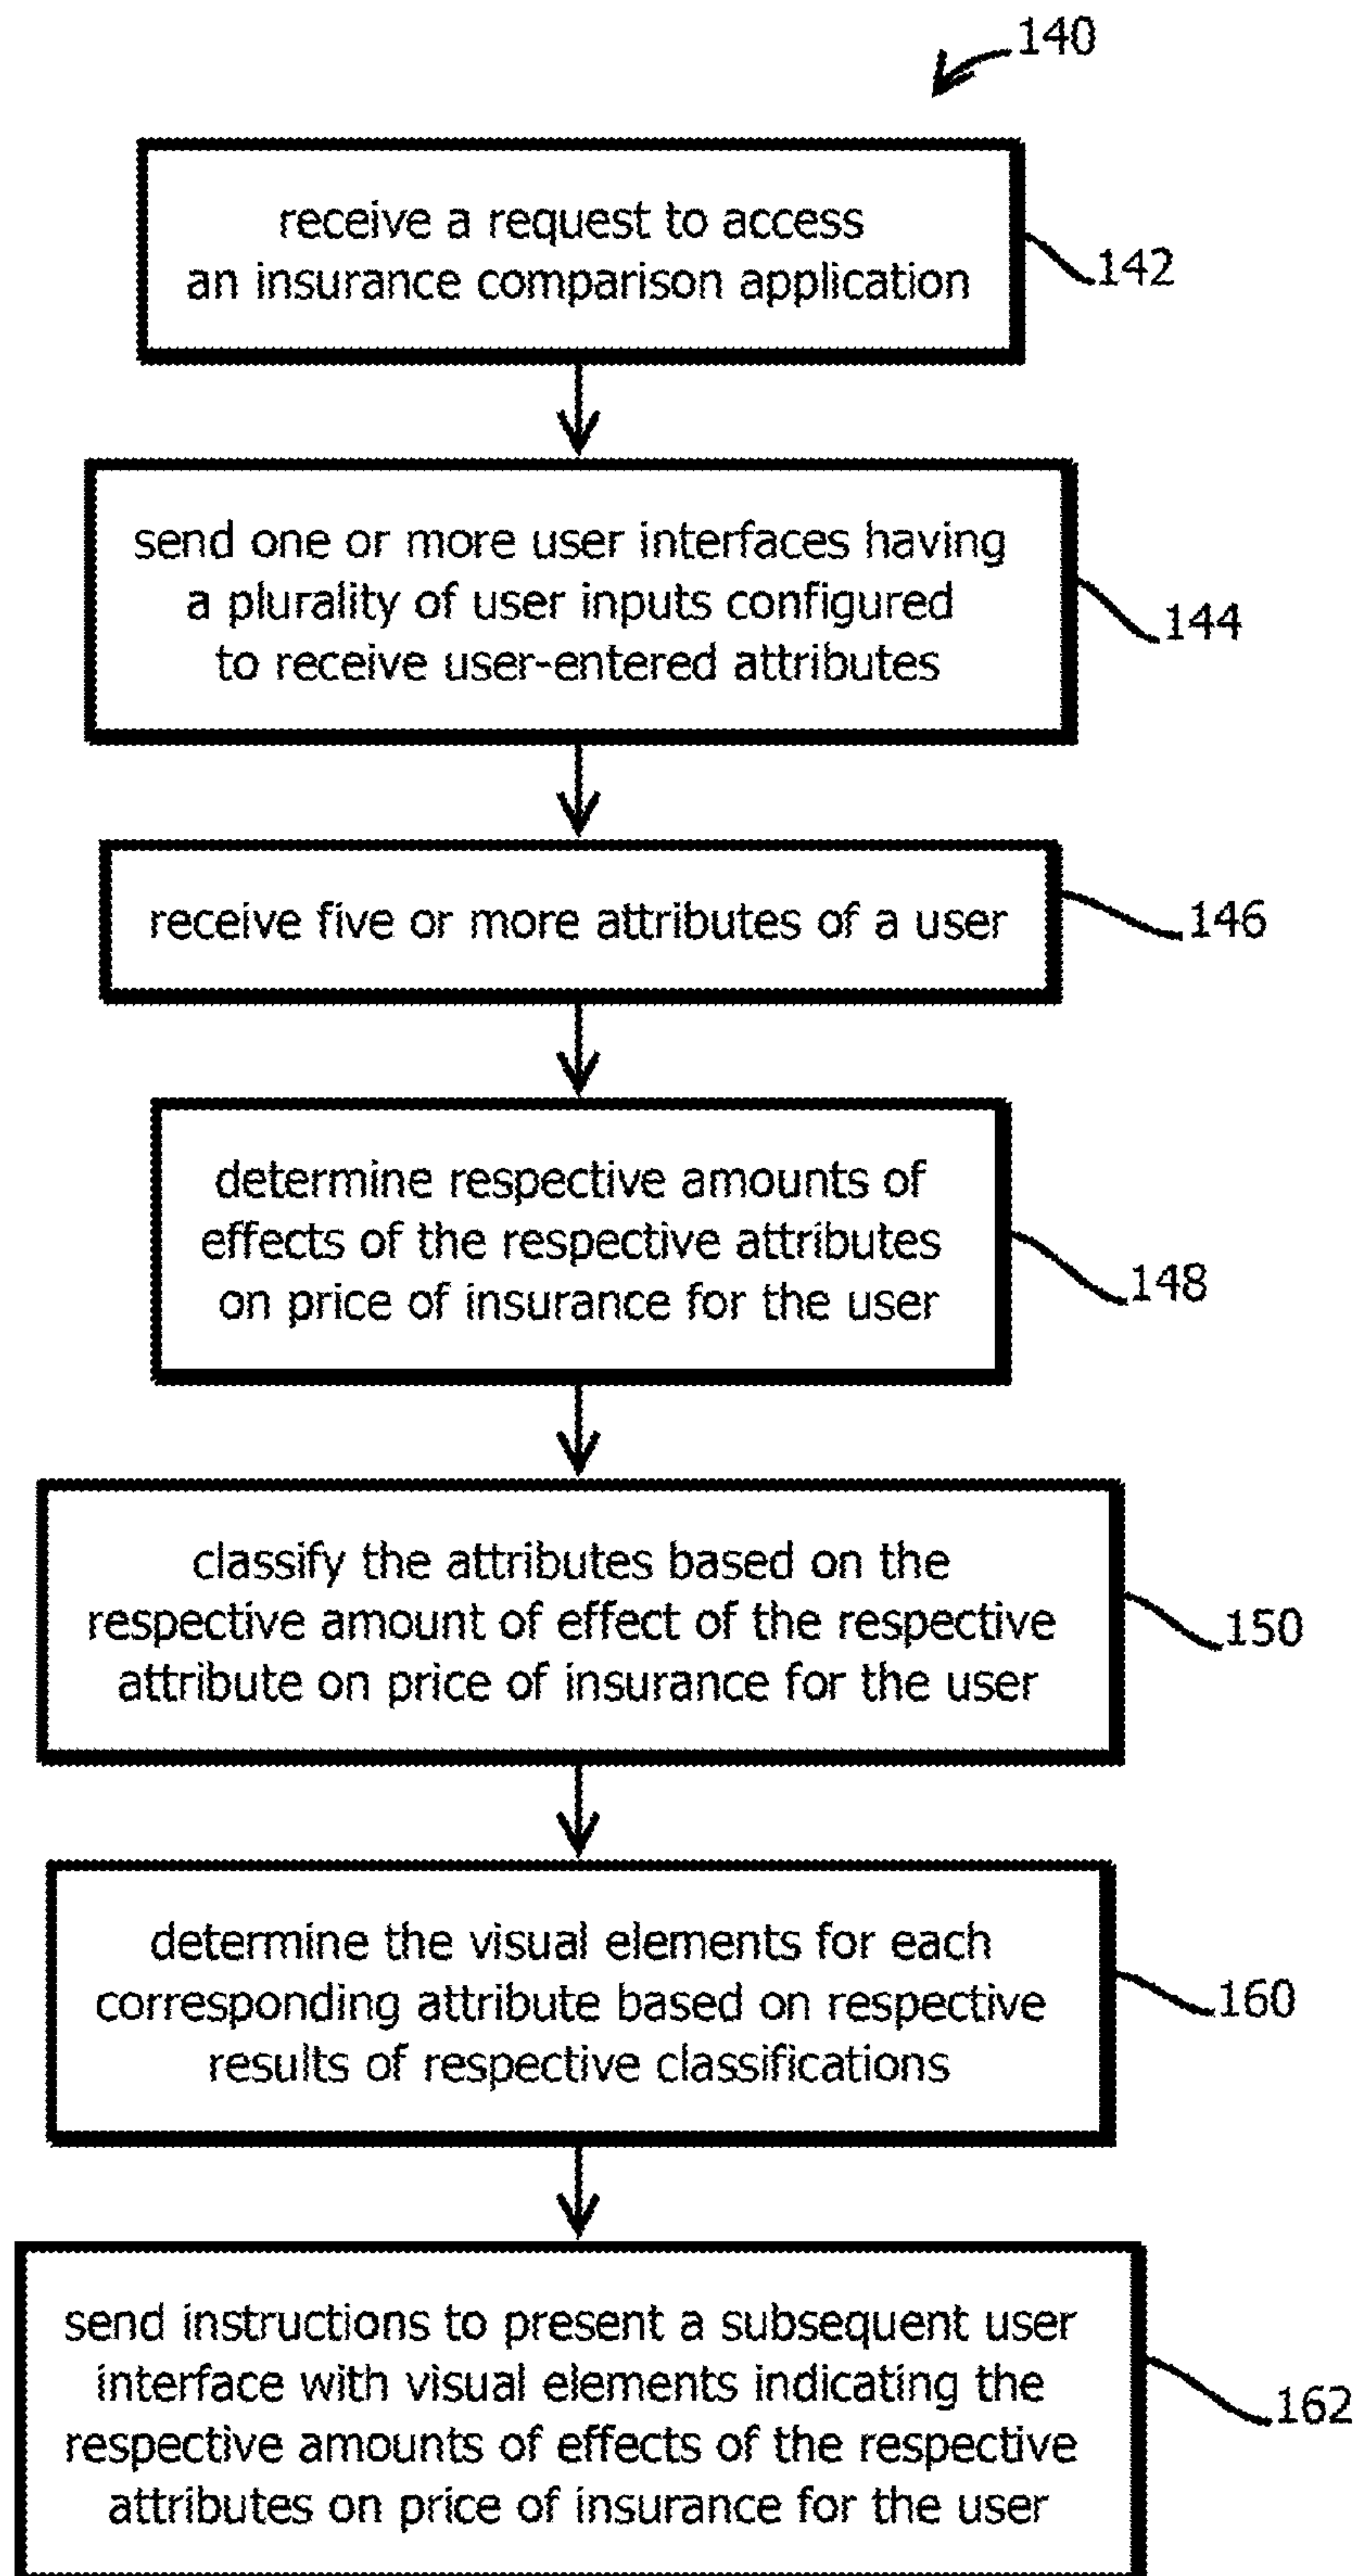 140
receive a request to access
an insurance comparison application
142
send one or more user interfaces having
a plurality of user inputs configured
to receive user-entered attributes
144
receive five or more attributes of a user
146
determine respective amounts of
effects of the respective attributes
on price of insurance for the user
148
classify the attributes based on the
respective amount of effect of the respective
attribute on price of insurance for the user
150
determine the visual elements for each
corresponding attribute based on respective
results of respective classifications
160
send instructions to present a subsequent user
interface with visual elements indicating the
respective amounts of effects of the respective
attributes on price of insurance for the user
162